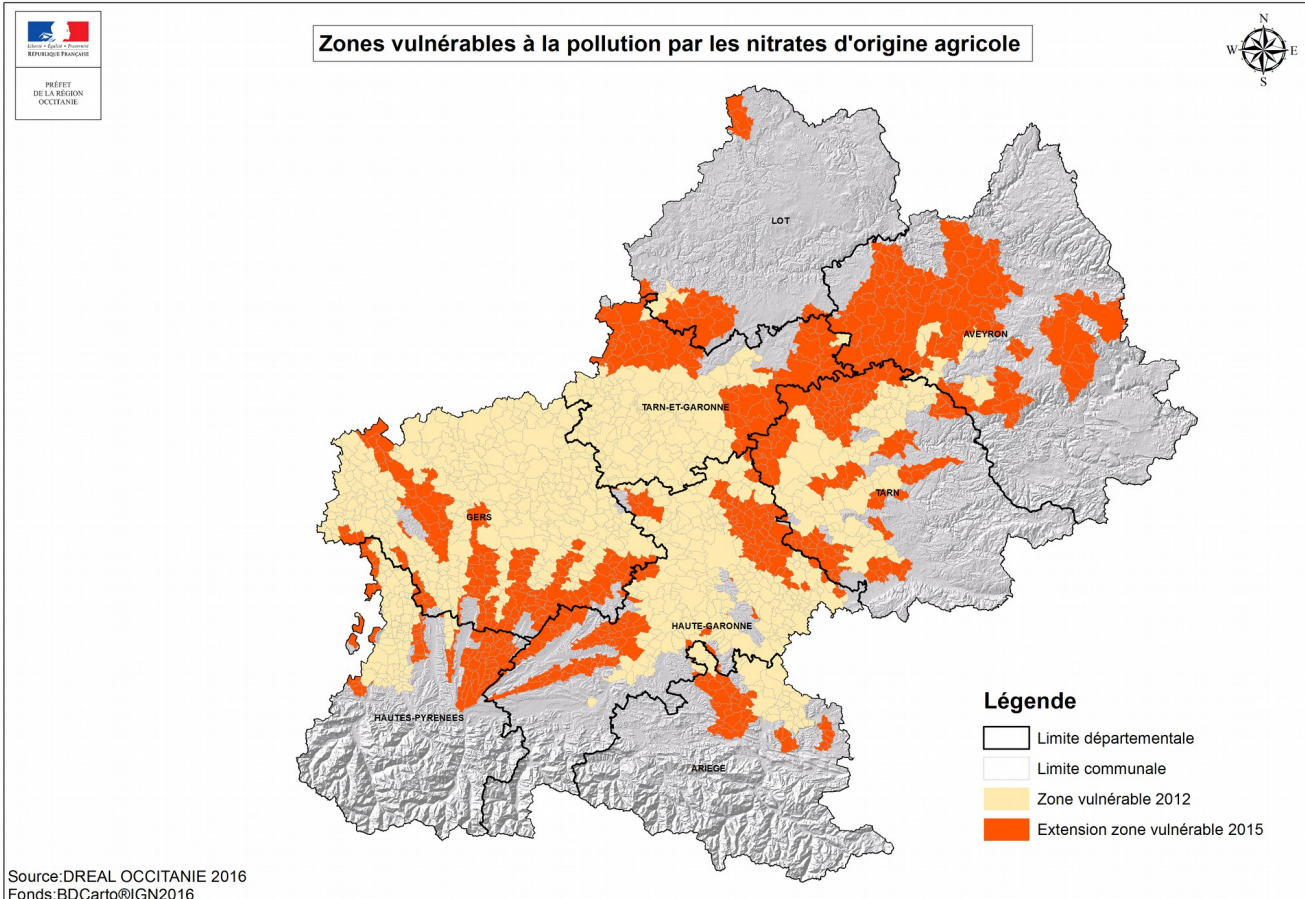 Liberté • Égalité • Fraternité
RÉPUBLIQUE FRANÇAISE
PRÉFET
DE LA RÉGION
OCCITANIE
Zones vulnérables à la pollution par les nitrates d'origine agricole
N
W
E
S
LOT
AVEYRON
TARN-ET-GARONNE
TARN
GERS
HAUTE-GARONNE
HAUTES-PYRENEES
ARIEGE
Légende
Limite départementale
Limite communale
Zone vulnérable 2012
Extension zone vulnérable 2015
Source:DREAL OCCITANIE 2016
Fonds:BDCarto®IGN2016